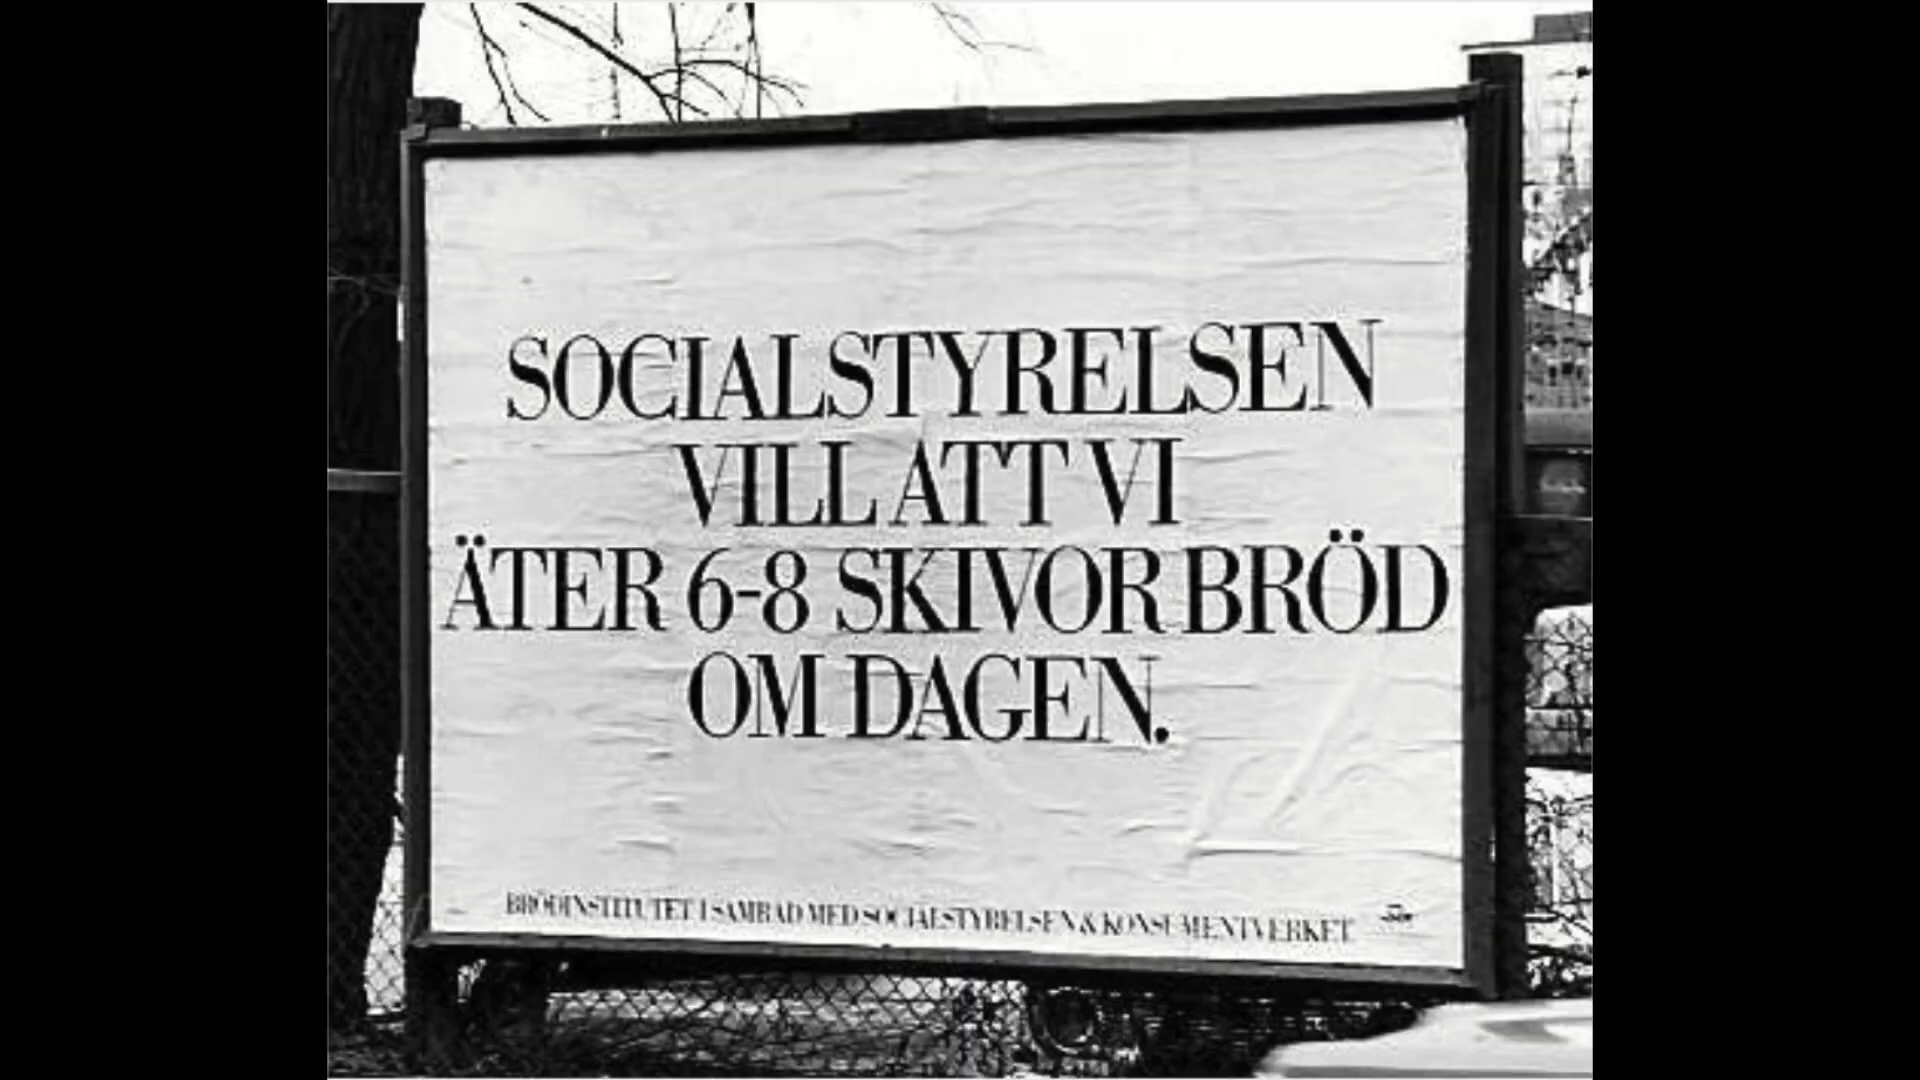 SOCIALSTYRELSEN
VILL ATT VI
ÄTER 6-8 SKIVOR BRÖD
OM DAGEN.
BRÖDINSTITUTET I SAMRÅD MED SOCIALSTYRELSEN & KONSUMENTVERKET